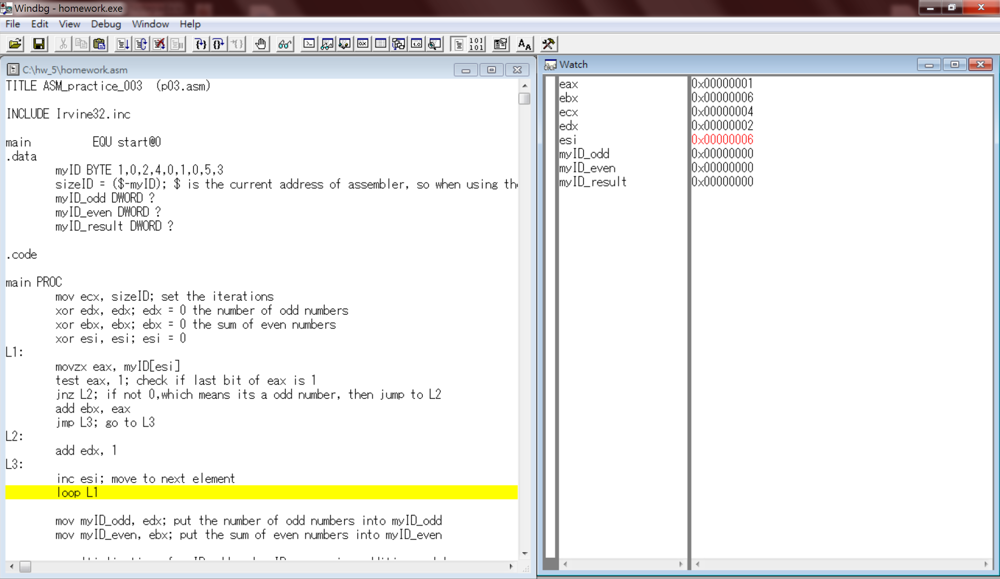 Windbg - homework.exe
File Edit View Debug Window Help
C:\hw_5\homework.asm
TITLE ASM_practice_003 (p03.asm)
INCLUDE Irvine32.inc
main EQU start@0
.data
myID BYTE 1,0,2,4,0,1,0,5,3
sizeID = ($-myID); $ is the current address of assembler, so when using
myID_odd DWORD ?
myID_even DWORD ?
myID_result DWORD ?
.code
main PROC
mov ecx, sizeID; set the iterations
xor edx, edx; edx = 0 the number of odd numbers
xor ebx, ebx; ebx = 0 the sum of even numbers
xor esi, esi; esi = 0
L1:
movzx eax, myID[esi]
test eax, 1; check if last bit of eax is 1
jnz L2; if not 0,which means its a odd number, then jump to L2
add ebx, eax
jmp L3; go to L3
L2:
add edx, 1
L3:
inc esi; move to next element
loop L1
mov myID_odd, edx; put the number of odd numbers into myID_odd
mov myID_even, ebx; put the sum of even numbers into myID_even
Watch
eax 0x00000001
ebx 0x00000006
ecx 0x00000004
edx 0x00000002
esi 0x00000006
myID_odd 0x00000000
myID_even 0x00000000
myID_result 0x00000000